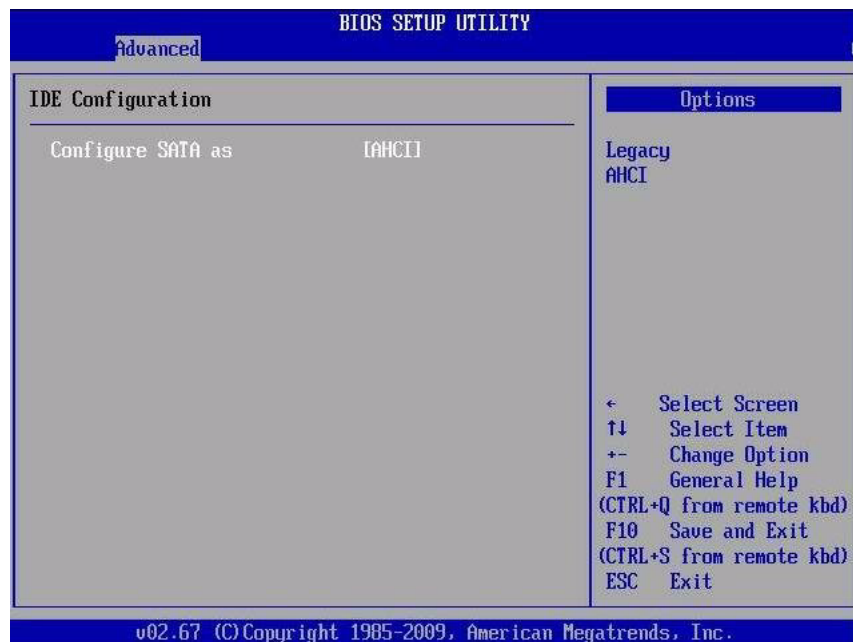 BIOS SETUP UTILITY
Advanced
IDE Configuration
Configure SATA as [AHCI]
Options
Legacy
AHCI
← Select Screen
↑↓ Select Item
+- Change Option
F1 General Help
(CTRL+Q from remote kbd)
F10 Save and Exit
(CTRL+S from remote kbd)
ESC Exit
v02.67 (C)Copyright 1985-2009, American Megatrends, Inc.